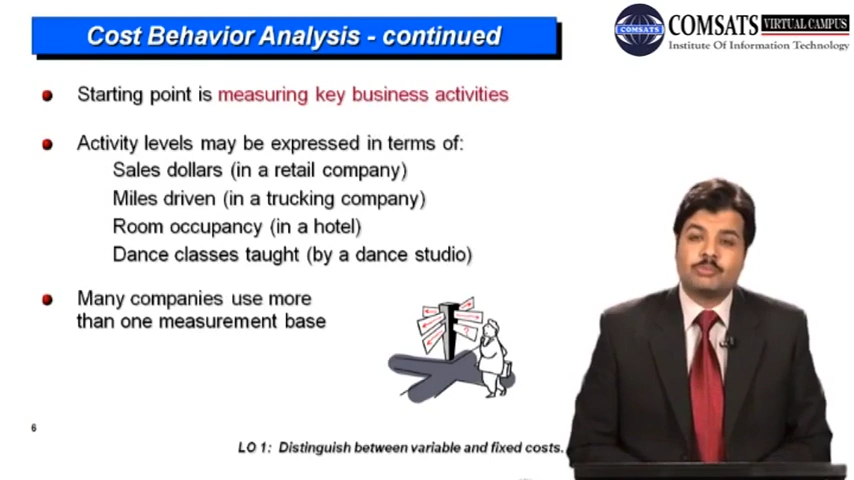 Cost Behavior Analysis - continued
COMSATS
COMSATS VIRTUAL CAMPUS
Institute Of Information Technology
Starting point is measuring key business activities
Activity levels may be expressed in terms of:
Sales dollars (in a retail company)
Miles driven (in a trucking company)
Room occupancy (in a hotel)
Dance classes taught (by a dance studio)
Many companies use more
than one measurement base
?
6
LO 1: Distinguish between variable and fixed costs.